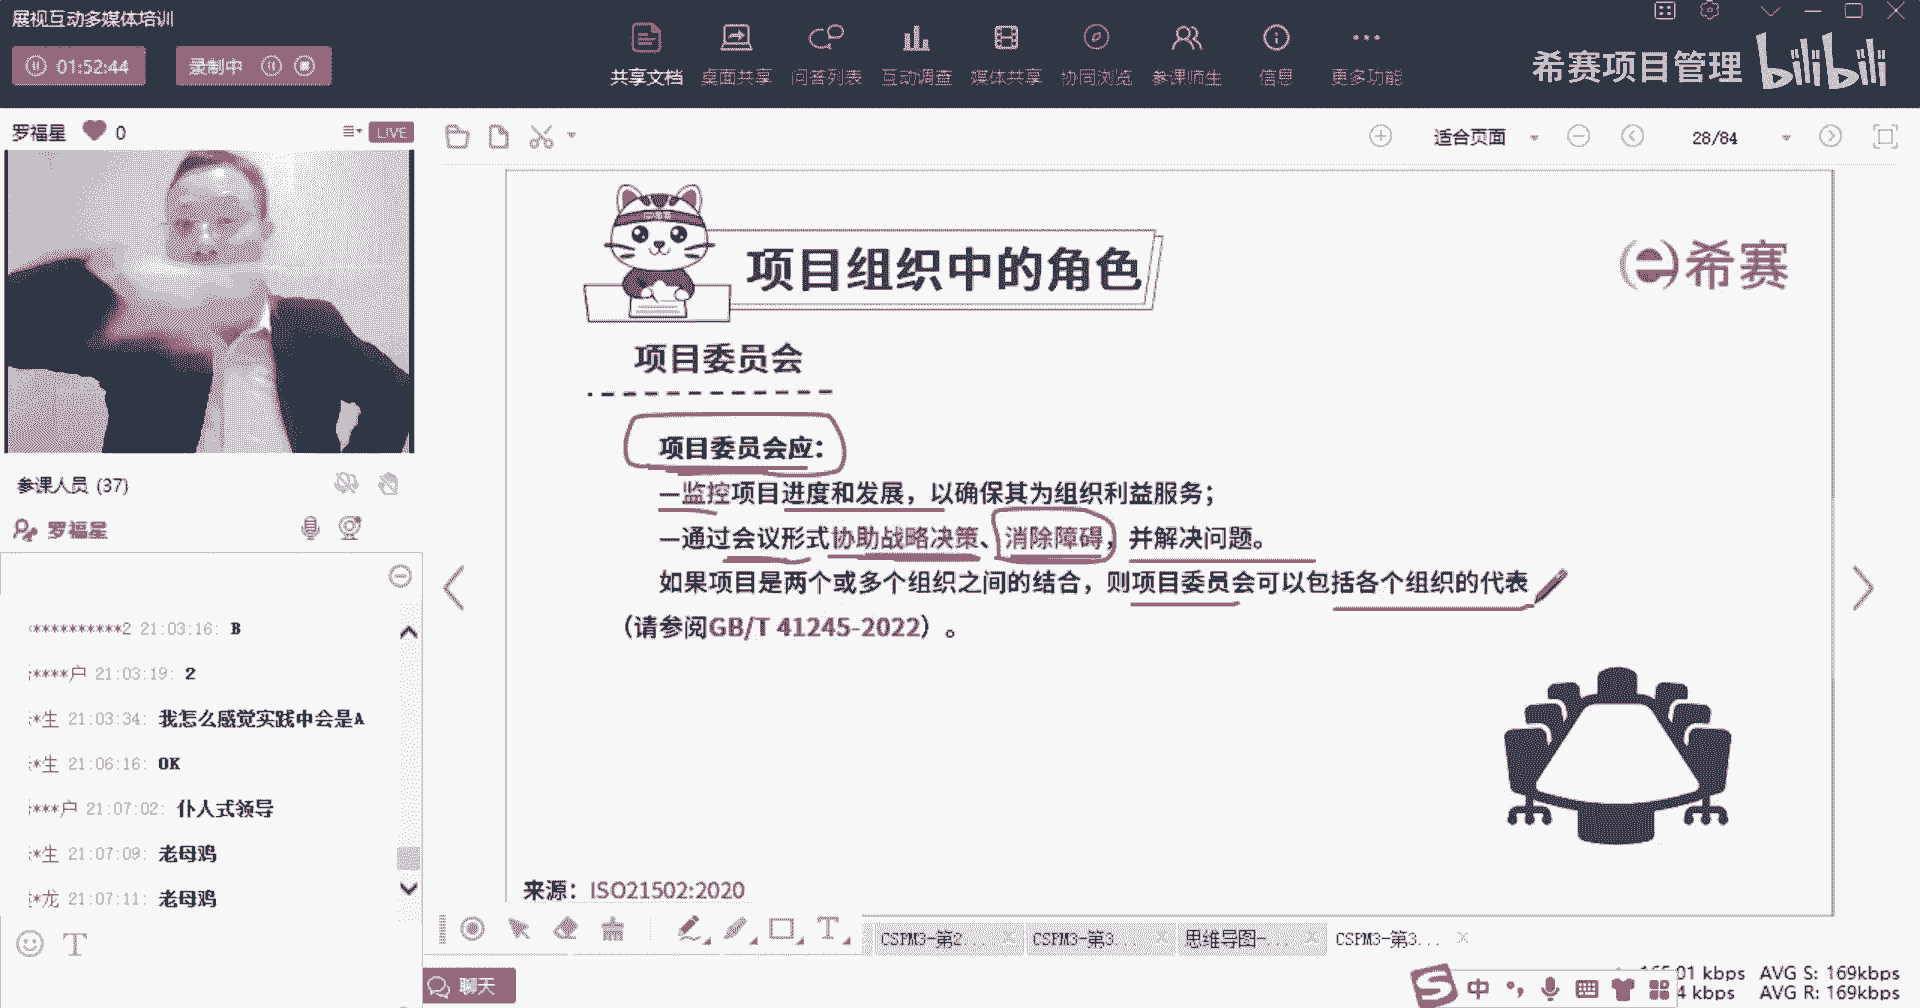 展视互动多媒体培训
01:52:44
录制中
共享文档 桌面共享 问答列表 互动调查 媒体共享 协同浏览 参课师生 信息 更多功能
希赛项目管理 bilibili
罗福星 0 LIVE
适合页面 28/84
项目组织中的角色
希赛
项目委员会
项目委员会应：
—监控项目进度和发展，以确保其为组织利益服务；
—通过会议形式协助战略决策、消除障碍，并解决问题。
如果项目是两个或多个组织之间的结合，则项目委员会可以包括各个组织的代表
（请参阅GB/T 41245-2022）。
来源：ISO21502:2020
参课人员 (37)
罗福星
**********2 21:03:16: B
****户 21:03:19: 2
*生 21:03:34: 我怎么感觉实践中会是A
*生 21:06:16: OK
***户 21:07:02: 仆人式领导
*生 21:07:09: 老母鸡
*龙 21:07:11: 老母鸡
T
CSPM3-第2... CSPM3-第3... 思维导图-... CSPM3-第3...
聊天
中
01 kbps AVG S: 169kbps
4 kbps AVG R: 169kbps